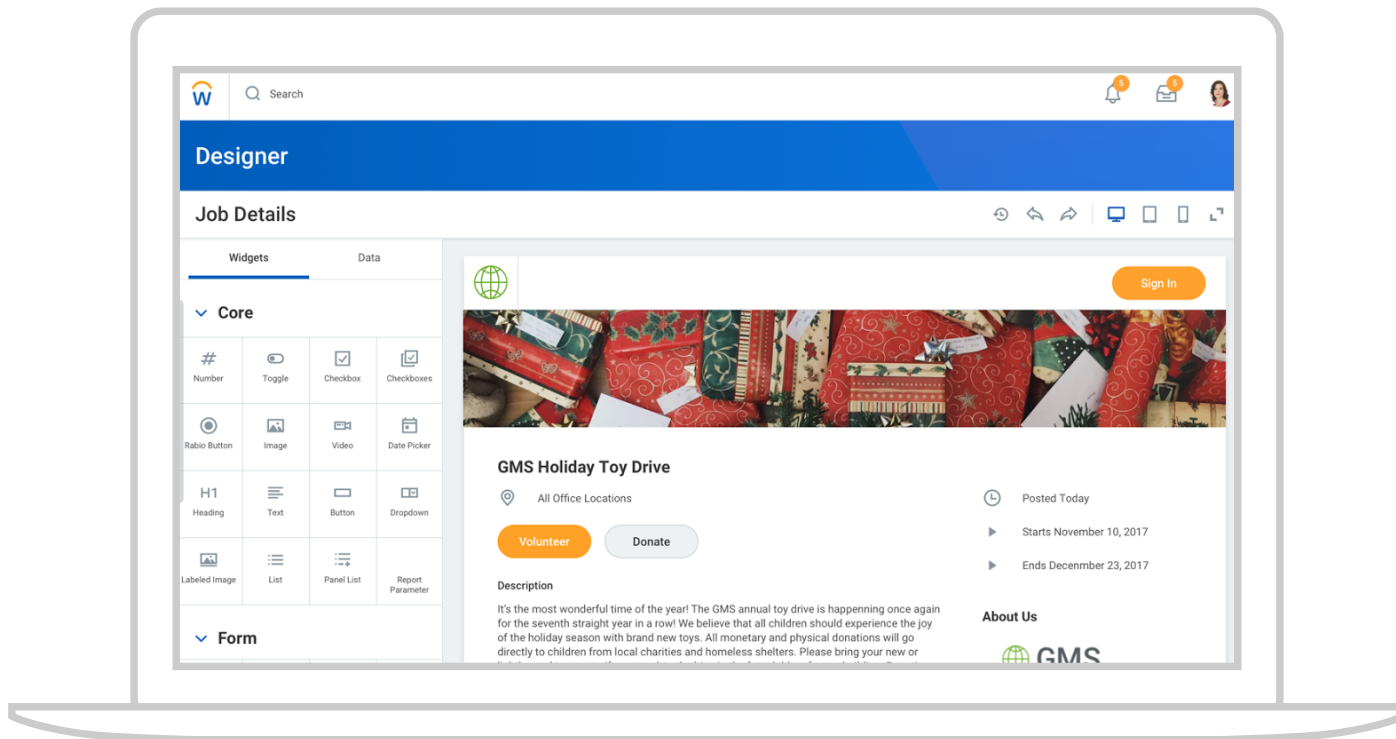 W
Search
5
5
Designer
Job Details
Widgets
Data
Core
Number
Toggle
Checkbox
Checkboxes
Rabio Button
Image
Video
Date Picker
H1
Heading
Text
Button
Dropdown
Labeled Image
List
Panel List
Report
Parameter
Form
Sign In
GMS Holiday Toy Drive
All Office Locations
Volunteer
Donate
Description
It's the most wonderful time of the year! The GMS annual toy drive is happenning once again
for the seventh straight year in a row! We believe that all children should experience the joy
of the holiday season with brand new toys. All monetary and physical donations will go
directly to children from local charities and homeless shelters. Please bring your new or
Posted Today
Starts November 10, 2017
Ends Decenmber 23, 2017
About Us
GMS